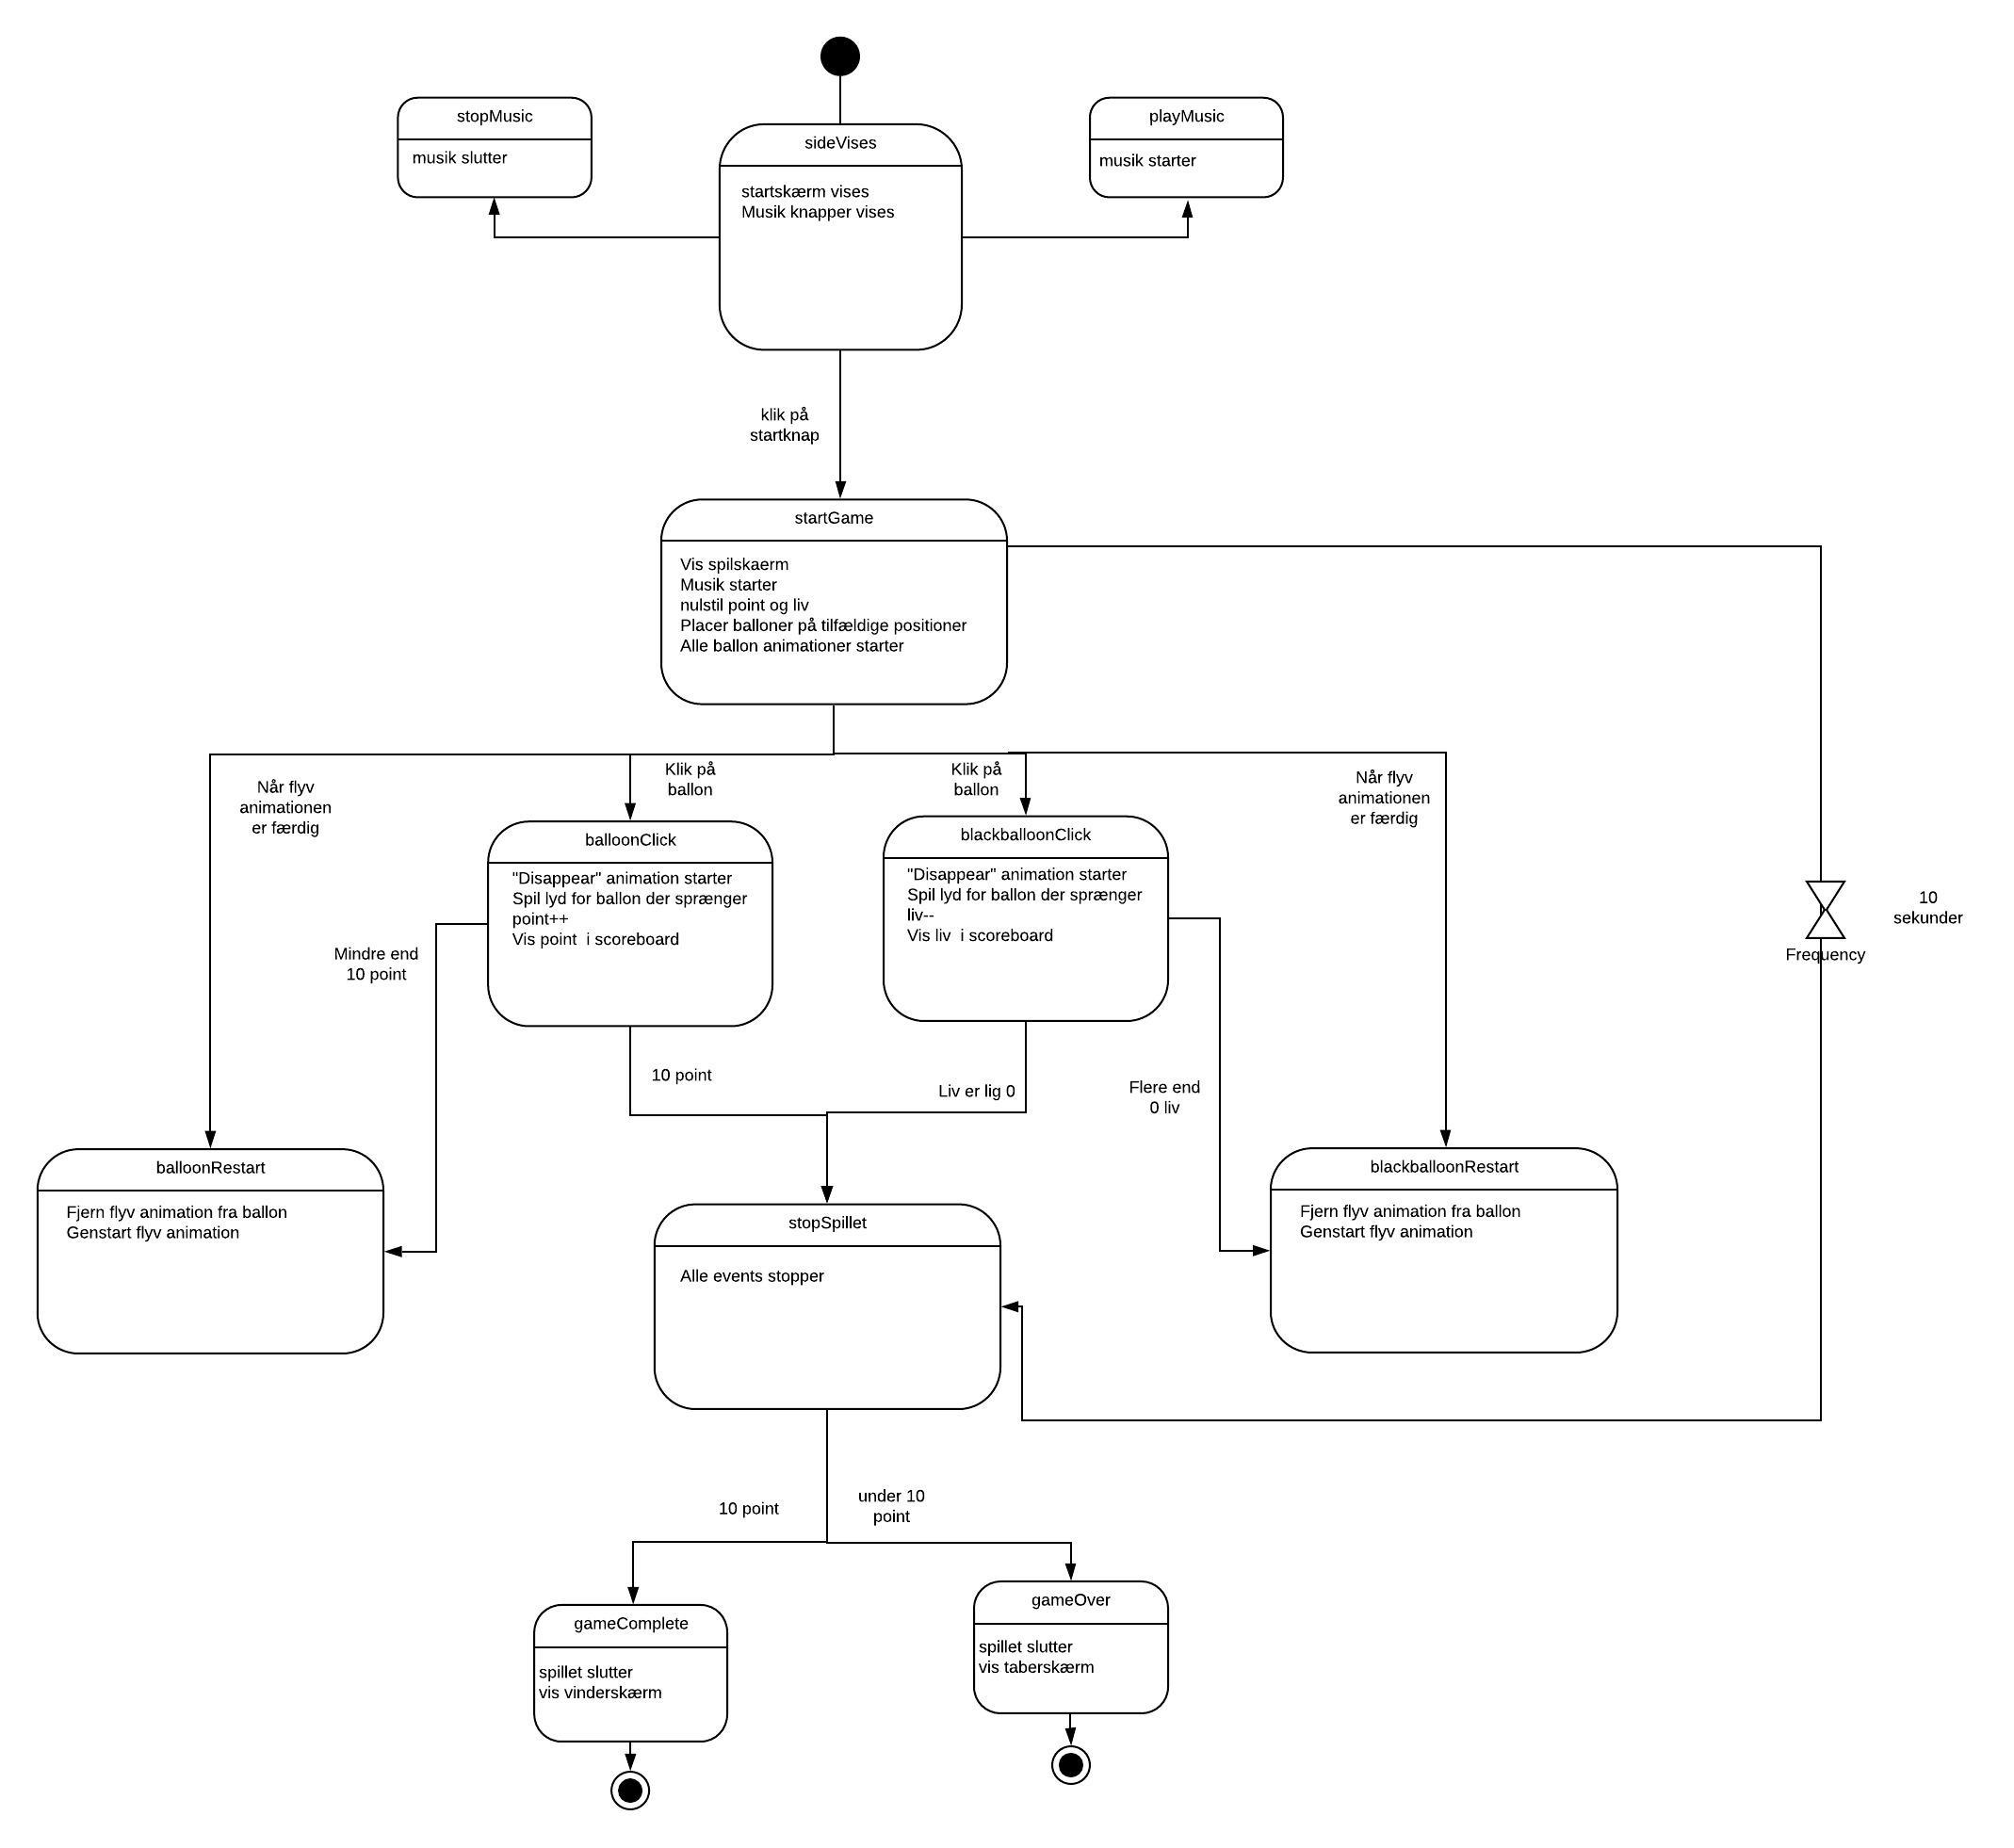 stopMusic
musik slutter
sideVises
startskærm vises
Musik knapper vises
playMusic
musik starter
klik på
startknap
startGame
Vis spilskaerm
Musik starter
nulstil point og liv
Placer balloner på tilfældige positioner
Alle ballon animationer starter
Når flyv
animationen
er færdig
Klik på
ballon
Klik på
ballon
Når flyv
animationen
er færdig
balloonClick
"Disappear" animation starter
Spil lyd for ballon der sprænger
point++
Vis point  i scoreboard
blackballoonClick
"Disappear" animation starter
Spil lyd for ballon der sprænger
liv--
Vis liv  i scoreboard
10
sekunder
Frequency
Mindre end
10 point
10 point
Liv er lig 0
Flere end
0 liv
balloonRestart
Fjern flyv animation fra ballon
Genstart flyv animation
stopSpillet
Alle events stopper
blackballoonRestart
Fjern flyv animation fra ballon
Genstart flyv animation
10 point
under 10
point
gameComplete
spillet slutter
vis vinderskærm
gameOver
spillet slutter
vis taberskærm